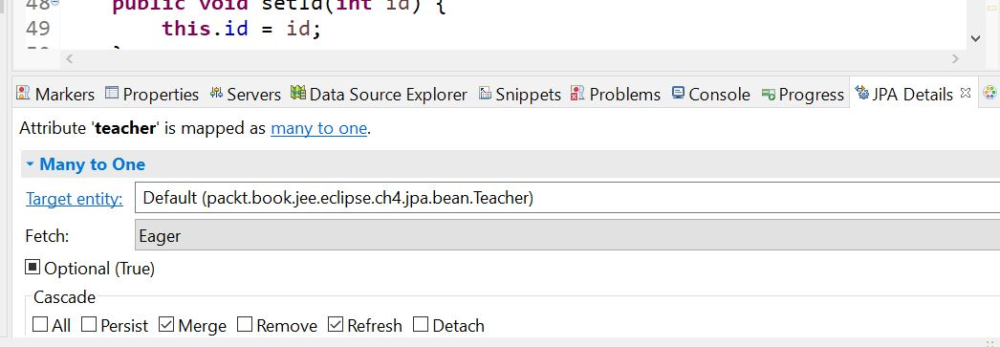 48 public void setId(int id) {
49 this.id = id;
Markers Properties Servers Data Source Explorer Snippets Problems Console Progress JPA Details
Attribute 'teacher' is mapped as many to one.
Many to One
Target entity: Default (packt.book.jee.eclipse.ch4.jpa.bean.Teacher)
Fetch: Eager
Optional (True)
Cascade
All Persist Merge Remove Refresh Detach